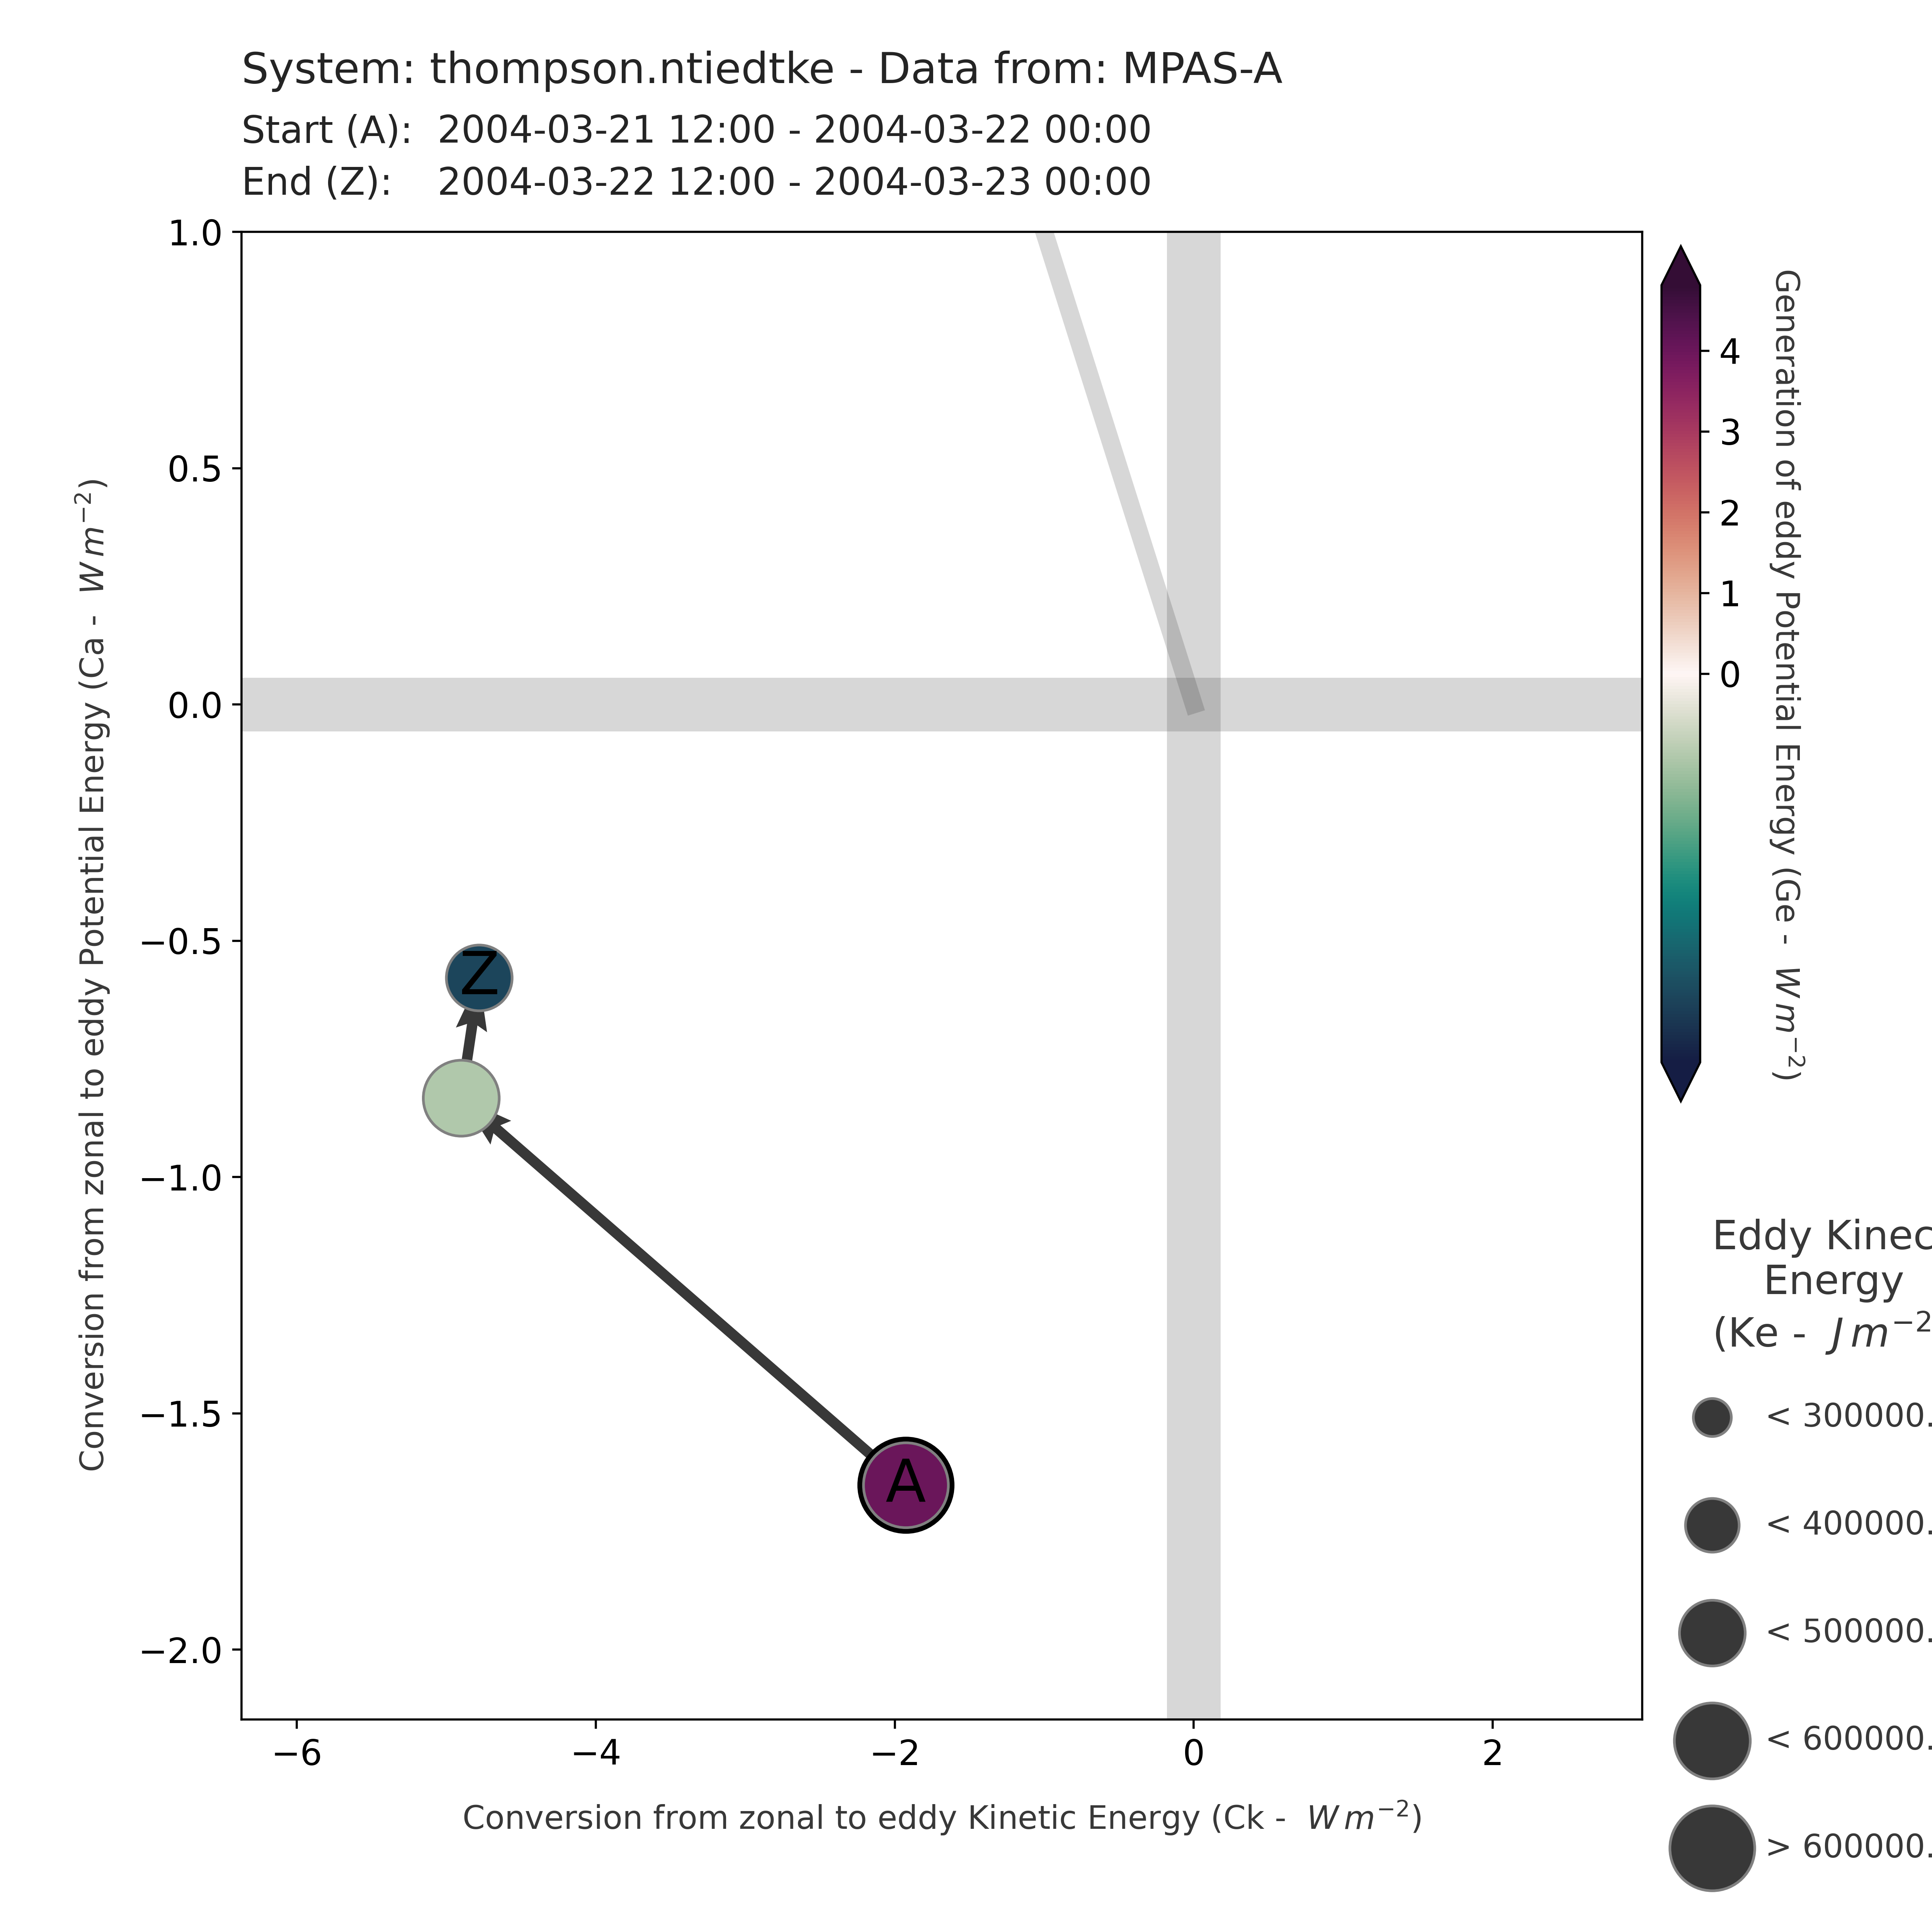 System: thompson.ntiedtke - Data from: MPAS-A
Start (A): 2004-03-21 12:00 - 2004-03-22 00:00
End (Z): 2004-03-22 12:00 - 2004-03-23 00:00
1.0
0.5
0.0
−0.5
−1.0
−1.5
−2.0
Conversion from zonal to eddy Potential Energy (Ca - W m⁻²)
Z
A
−6
−4
−2
0
2
Conversion from zonal to eddy Kinetic Energy (Ck - W m⁻²)
4
3
2
1
0
Generation of eddy Potential Energy (Ge - W m⁻²)
Eddy Kinec
Energy
(Ke - J m⁻²
< 300000.
< 400000.
< 500000.
< 600000.
> 600000.